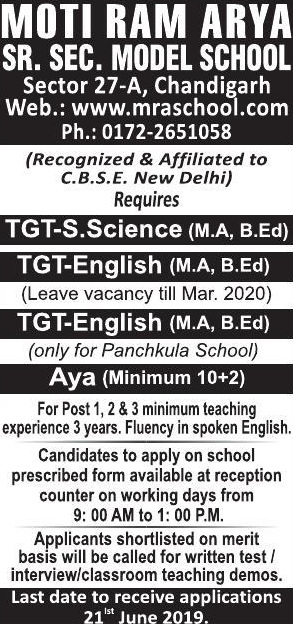 MOTI RAM ARYA
SR. SEC. MODEL SCHOOL
Sector 27-A, Chandigarh
Web.: www.mraschool.com
Ph.: 0172-2651058
(Recognized & Affiliated to
C.B.S.E. New Delhi)
Requires
TGT-S.Science (M.A, B.Ed)
TGT-English (M.A, B.Ed)
(Leave vacancy till Mar. 2020)
TGT-English (M.A, B.Ed)
(only for Panchkula School)
Aya (Minimum 10+2)
For Post 1, 2 & 3 minimum teaching
experience 3 years. Fluency in spoken English.
Candidates to apply on school
prescribed form available at reception
counter on working days from
9: 00 AM to 1: 00 P.M.
Applicants shortlisted on merit
basis will be called for written test /
interview/classroom teaching demos.
Last date to receive applications
21st June 2019.